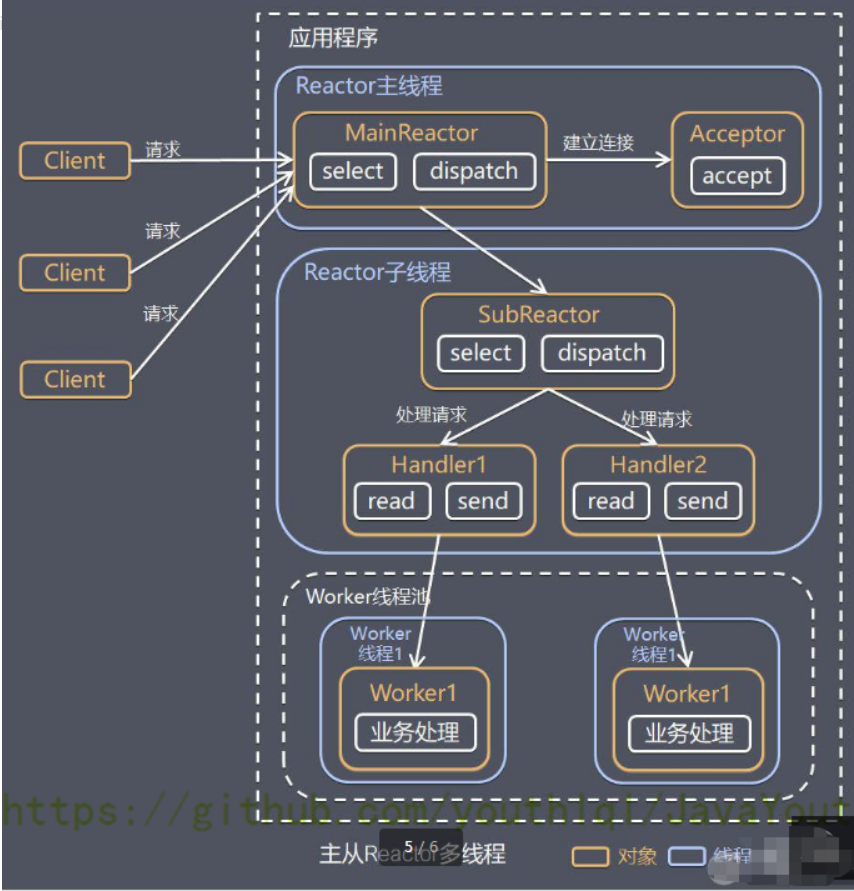 应用程序
Reactor主线程
MainReactor
select
dispatch
建立连接
Acceptor
accept
Client
请求
Client
请求
Client
请求
Reactor子线程
SubReactor
select
dispatch
处理请求
处理请求
Handler1
read
send
Handler2
read
send
Worker线程池
Worker
线程1
Worker1
业务处理
Worker
线程1
Worker1
业务处理
https://github.com/youthlql/JavaYout
主从Reactor多线程
5 / 6
对象
线程